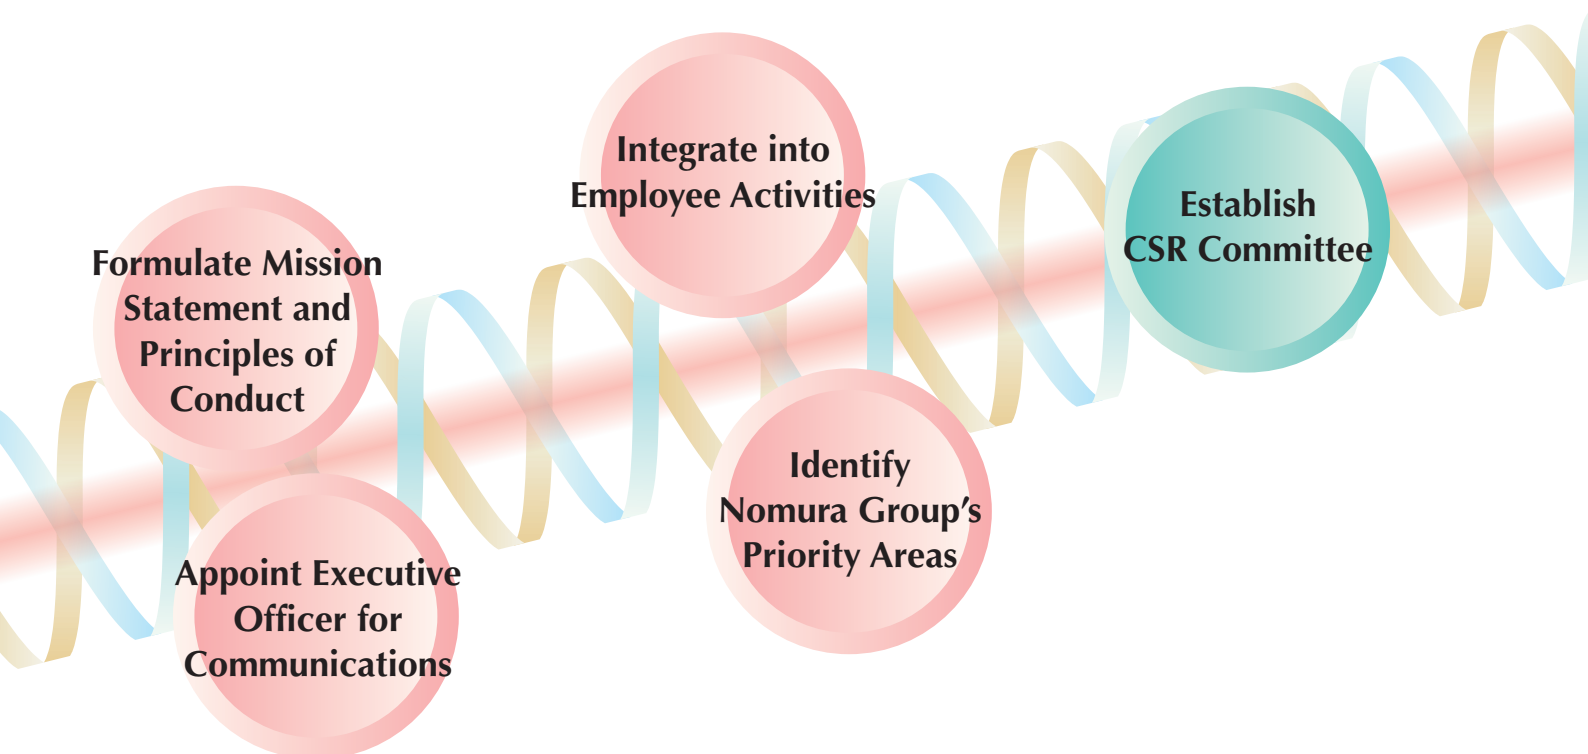 Formulate Mission
Statement and
Principles of
Conduct
Appoint Executive
Officer for
Communications
Integrate into
Employee Activities
Identify
Nomura Group’s
Priority Areas
Establish
CSR Committee